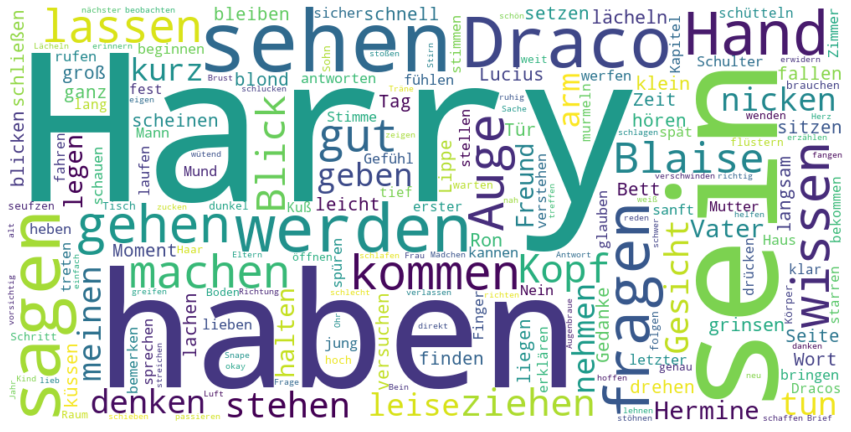 nächster beobachten
lassen
bleiben
sicher
schnell
setzen
lächeln
schön
schütteln
Lächeln
erinnern
beginnen
sehen
Draco
Hand
Zimmer
rufen
groß
kurz
blond
antworten
Sohn
stoßen
Stirn
stimmen
weit
Kapitel
erwidern
schließen
ganz
lang
fest
Brust
eigen
schlucken
fühlen
Lucius
werfen
klein
Schulter
fallen
brauchen
Harry
sein
scheinen
Stimme
Tag
Trane
ruhig
Sache
arm
murmeln
Zeit
nicken
blicken
legen
Mann
gut
zeigen
stellen
Tür
hören
spät
wenden
Herz
schlagen
sitzen
fahren
schauen
laufen
wütend
Mund
Blick
geben
Gefühl
Auge
Freund
verstehen
treffen
flüstern
erzählen
Blaise
seufzen
Tisch
zucken
dunkel
Kuß
leicht
tief
Lippe
warten
erster
nah
Bett
verschwinden
richtig
fangen
glauben
weiß
reden
sanft
Mutter
helfen
langsam
bekommen
alt
heben
gehen
werden
Ron
kannen
schwer
Vater
Haus
wissen
sagen
treten
Moment
Haar
Eltern
öffnen
spüren
schlafen
Frau
Mädchen
Antwort
fragen
Gesicht
drücken
klar
starren
vorsichtig
einfach
meinen
machen
kommen
Kopf
Körper
greifen
Boden
Richtung
schlecht
verlassen
Finger
Nein
richten
nehmen
Gedanke
folgen
grinsen
Seite
Schritt
bemerken
sprechen
streichen
lachen
lieben
haben
halten
Ohr
versuchen
direkt
Augenbraue
liegen
erklären
letzter
genau
Wort
danken
küssen
Snape
okay
jung
hoch
finden
hoffen
drehen
neu
bringen
Dracos
Jahr
Kind
lieb
Raum
denken
Luft
Frage
stehen
Bein
leise
ziehen
lehnen
Hermine
tun
schieben
passieren
stöhnen
schaffen
Brief